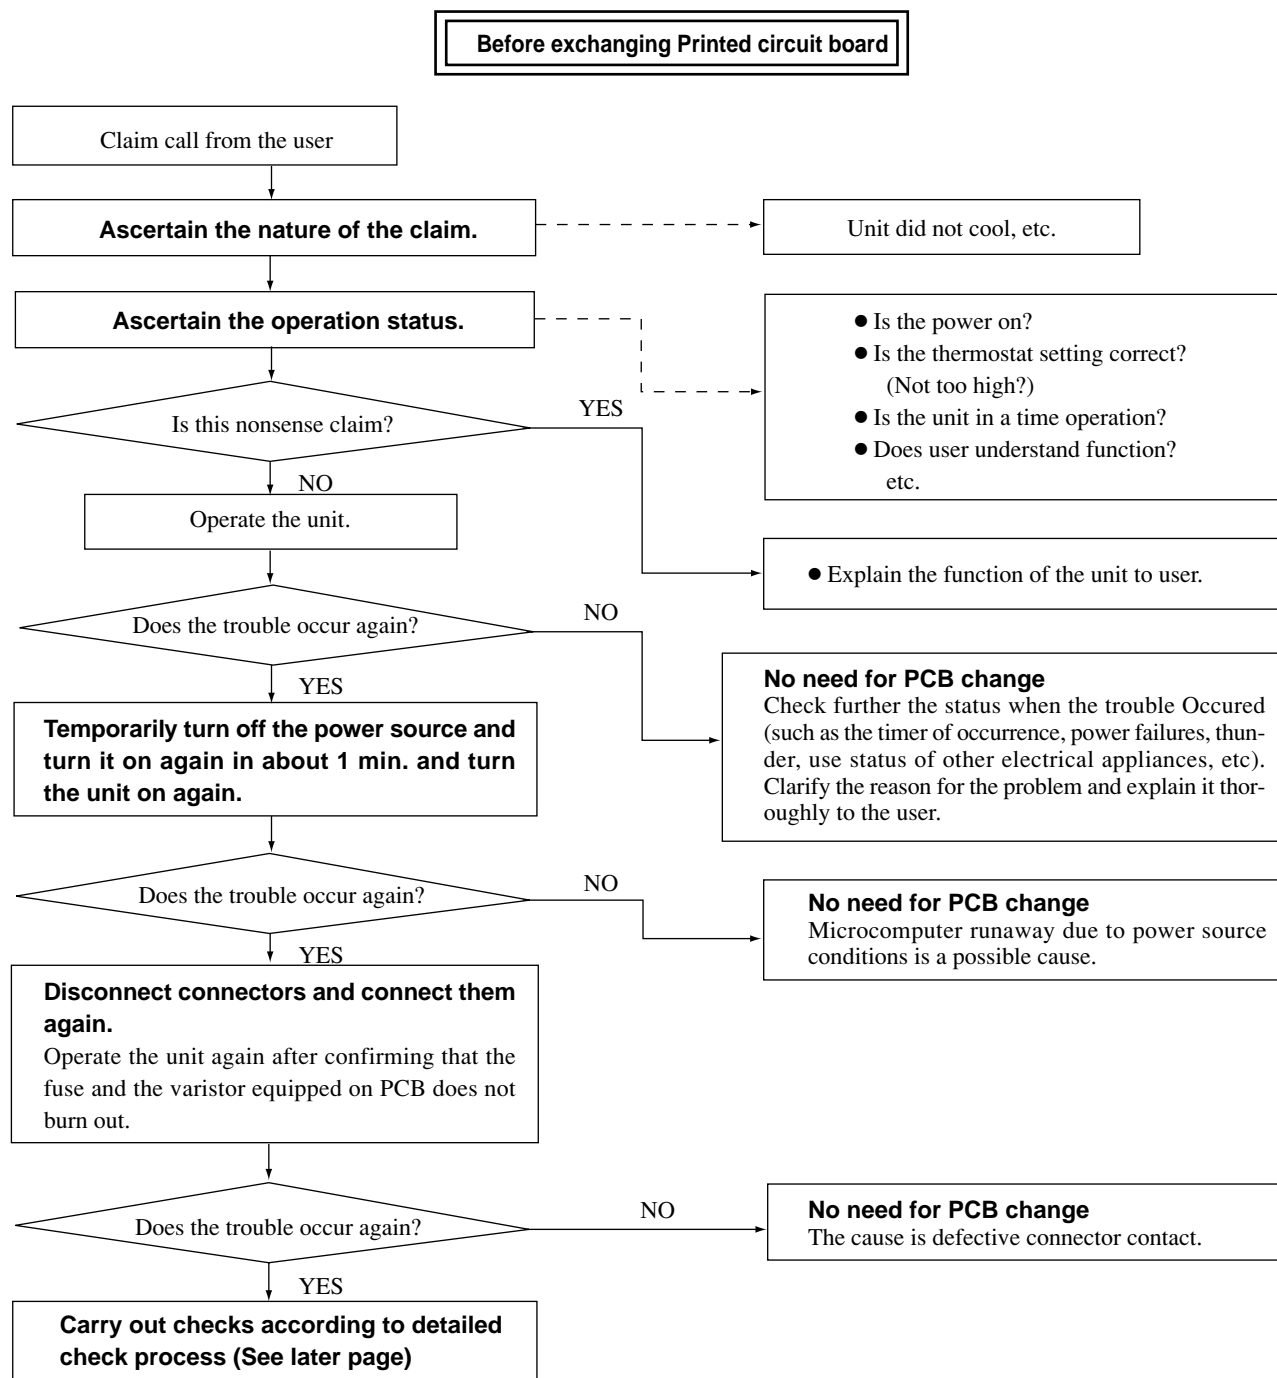 Before exchanging Printed circuit board
Claim call from the user
Ascertain the nature of the claim.
Unit did not cool, etc.
Ascertain the operation status.
● Is the power on?
● Is the thermostat setting correct?
(Not too high?)
● Is the unit in a time operation?
● Does user understand function?
etc.
Is this nonsense claim?
YES
NO
Operate the unit.
● Explain the function of the unit to user.
Does the trouble occur again?
NO
YES
No need for PCB change
Check further the status when the trouble Occured
(such as the timer of occurrence, power failures, thun-
der, use status of other electrical appliances, etc).
Clarify the reason for the problem and explain it thor-
oughly to the user.
Temporarily turn off the power source and
turn it on again in about 1 min. and turn
the unit on again.
Does the trouble occur again?
NO
YES
No need for PCB change
Microcomputer runaway due to power source
conditions is a possible cause.
Disconnect connectors and connect them
again.
Operate the unit again after confirming that the
fuse and the varistor equipped on PCB does not
burn out.
Does the trouble occur again?
NO
YES
No need for PCB change
The cause is defective connector contact.
Carry out checks according to detailed
check process (See later page)